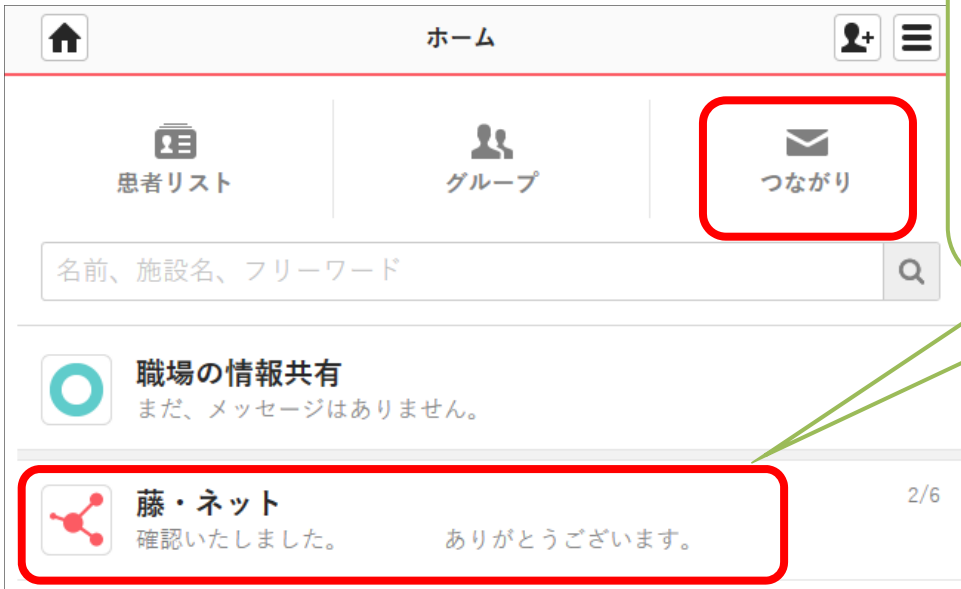 ホーム
患者リスト
グループ
つながり
名前、施設名、フリーワード
職場の情報共有
まだ、メッセージはありません。
藤・ネット
2/6
確認いたしました。 ありがとうございます。